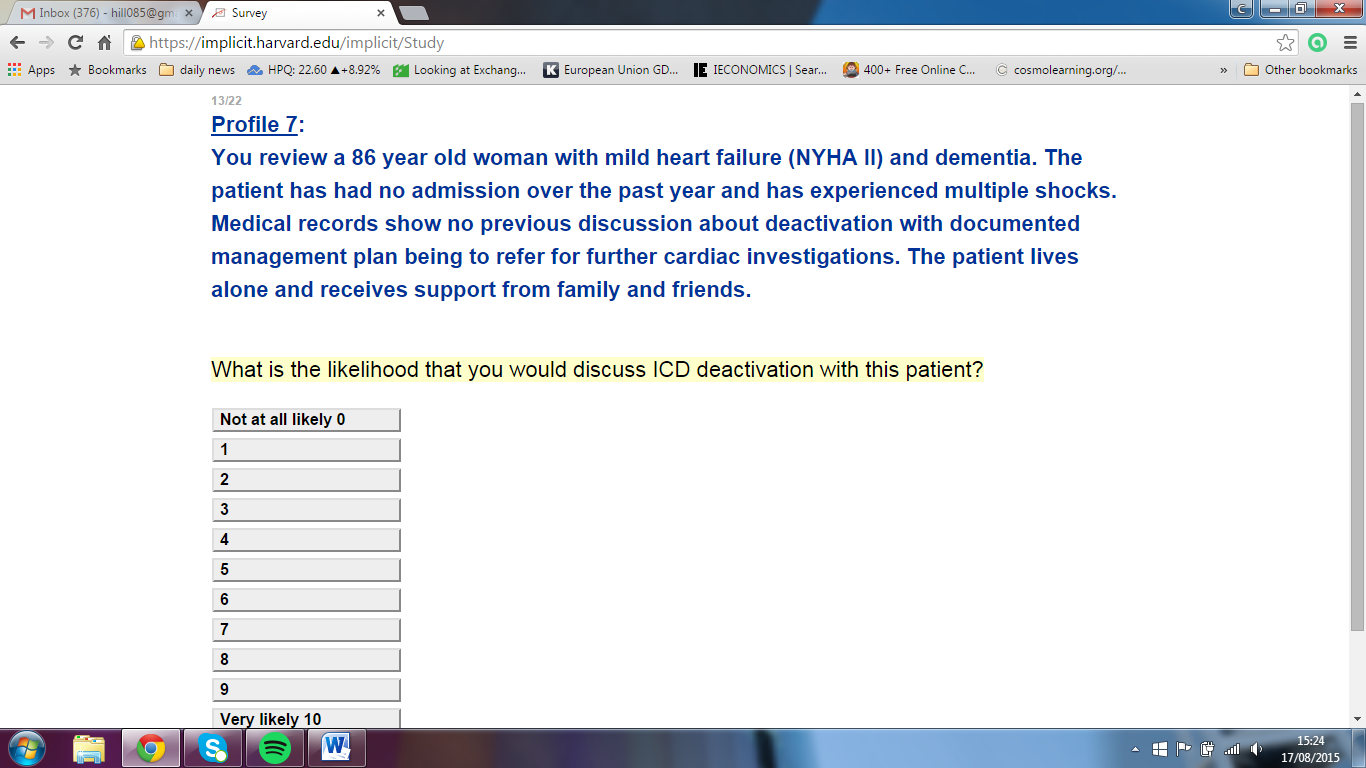 Inbox (376) - hill085@gm
Survey
C
https://implicit.harvard.edu/implicit/Study
Apps Bookmarks daily news HPQ: 22.60 ▲+8.92% Looking at Exchang... K European Union GD... IE IECONOMICS | Sear... 400+ Free Online C... cosmolearning.org/... » Other bookmarks
13/22
Profile 7:
You review a 86 year old woman with mild heart failure (NYHA II) and dementia. The
patient has had no admission over the past year and has experienced multiple shocks.
Medical records show no previous discussion about deactivation with documented
management plan being to refer for further cardiac investigations. The patient lives
alone and receives support from family and friends.
What is the likelihood that you would discuss ICD deactivation with this patient?
Not at all likely 0
1
2
3
4
5
6
7
8
9
Very likely 10
15:24
17/08/2015